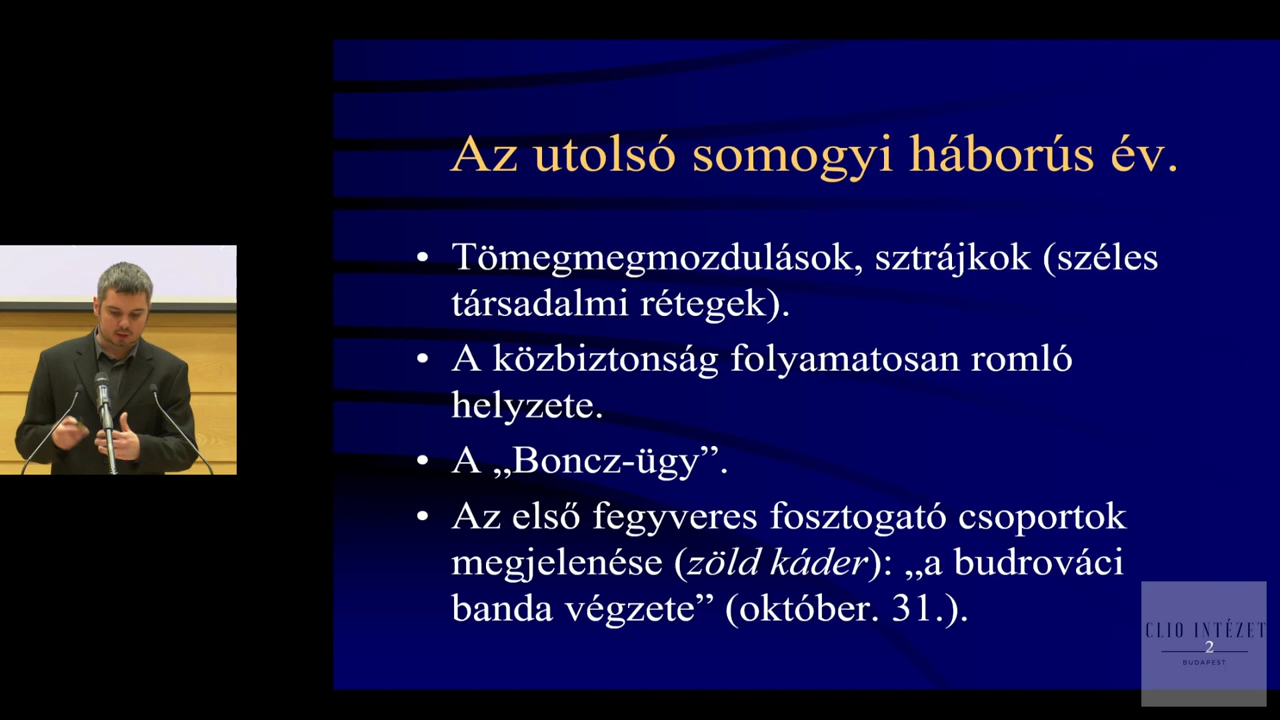 Az utolsó somogyi háborús év.
• Tömegmegmozdulások, sztrájkok (széles
társadalmi rétegek).
• A közbiztonság folyamatosan romló
helyzete.
• A „Boncz-ügy”.
• Az első fegyveres fosztogató csoportok
megjelenése (zöld káder): „a budrováci
banda végzete” (október. 31.).
CLIO INTÉZET
2
BUDAPEST